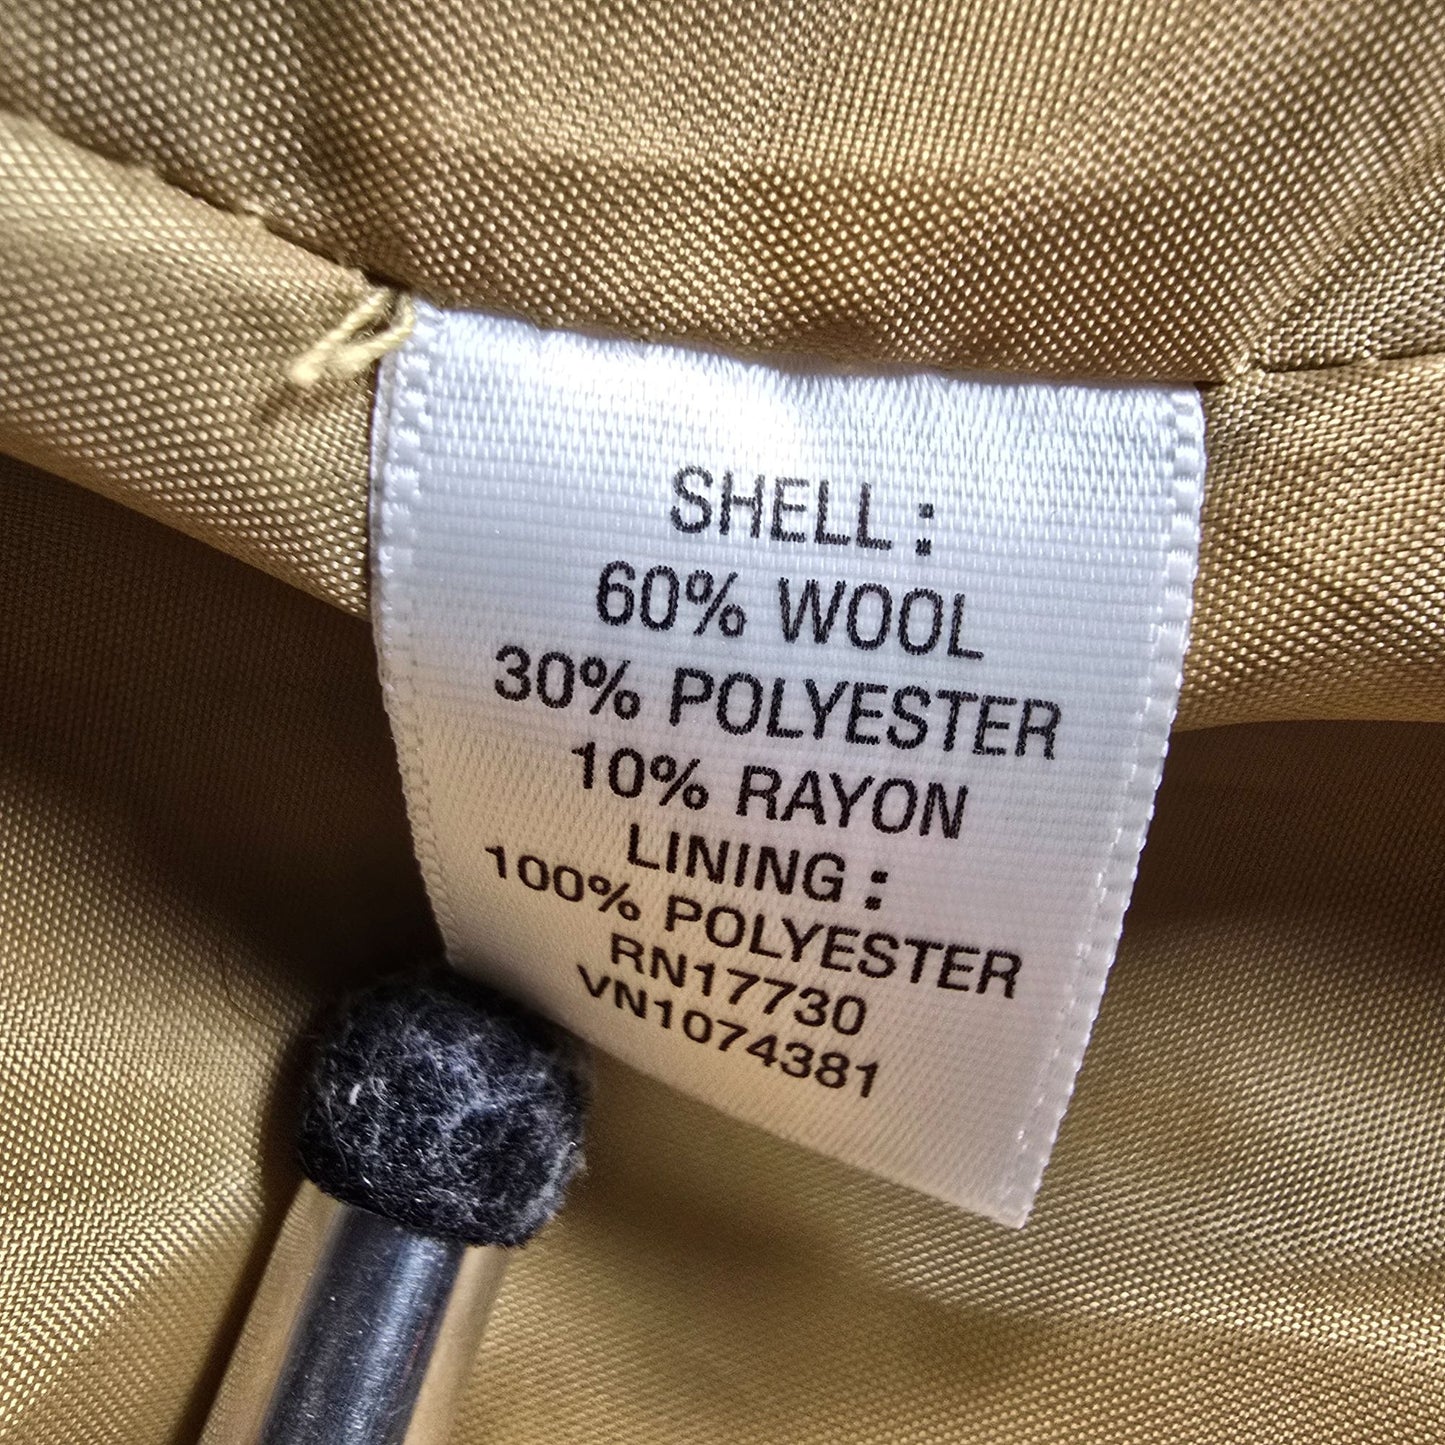 SHELL :
60% WOOL
30% POLYESTER
10% RAYON
LINING :
100% POLYESTER
RN17730
VN1074381